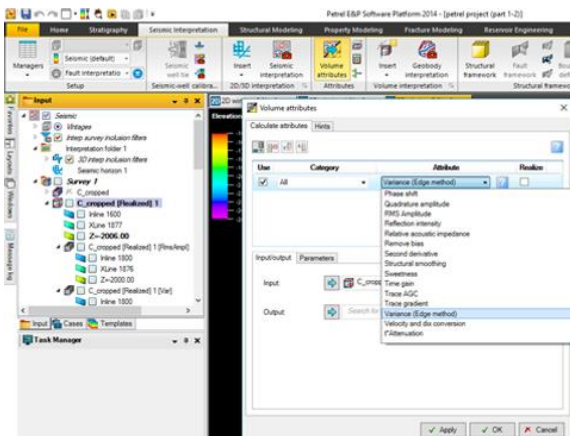 Petrel E&P Software Platform 2014 - [petrel project (part 1-2)]
File Home Stratigraphy Seismic Interpretation Structural Modeling Property Modeling Fracture Modeling Reservoir Engineering
Managers
Seismic (default)
Fault interpretatio
Seismic well tie
Insert
Seismic interpretation
Volume attributes
Insert
Geobody interpretation
Structural framework
Fault framework
Setup
Seismic-well calibra...
2D/3D interpretation
Attributes
Volume interpretation
Structural framewo
Input
Favorites
Layouts
Windows
Message log
Seismic
Vintages
Interp survey inclusion filters
Interpretation folder 1
3D interp inclusion filters
Seismic horizon 1
Survey 1
C_cropped
C_cropped [Realized] 1
Inline 1600
XLine 1877
Z=-2006.00
C_cropped [Realized] 1 [RmsAmpl]
Inline 1800
XLine 1876
Z=-2000.00
C_cropped [Realized] 1 [Var]
Inline 1800
Input Cases Templates
Task Manager
2D wi
Elevation
Volume attributes
Calculate attributes Hints
Use Category Attribute Realize
All
Variance (Edge method)
Phase shift
Quadrature amplitude
RMS Amplitude
Reflection intensity
Relative acoustic impedance
Remove bias
Second derivative
Structural smoothing
Sweetness
Time gain
Trace AGC
Trace gradient
Variance (Edge method)
Velocity and dix conversion
t*Attenuation
Input/output Parameters
Input
C_crop
Output
Search for
Apply OK Cancel